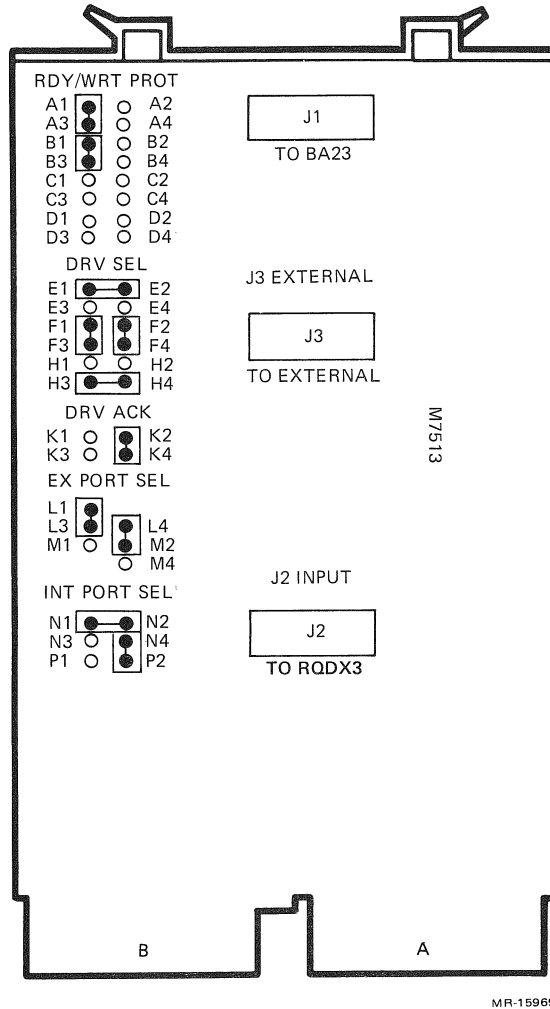 RDY/WRT PROT
A1 A2
A3 A4
J1
B1 B2
TO BA23
B3 B4
C1 C2
C3 C4
D1 D2
D3 D4
DRV SEL
J3 EXTERNAL
E1 E2
E3 E4
F1 F2
J3
F3 F4
H1 H2
TO EXTERNAL
H3 H4
DRV ACK
M7513
K1 K2
K3 K4
EX PORT SEL
L1
L3 L4
M1 M2
M4
J2 INPUT
INT PORT SEL
N1 N2
J2
N3 N4
P1 P2
TO RQDX3
B
A
MR-15969